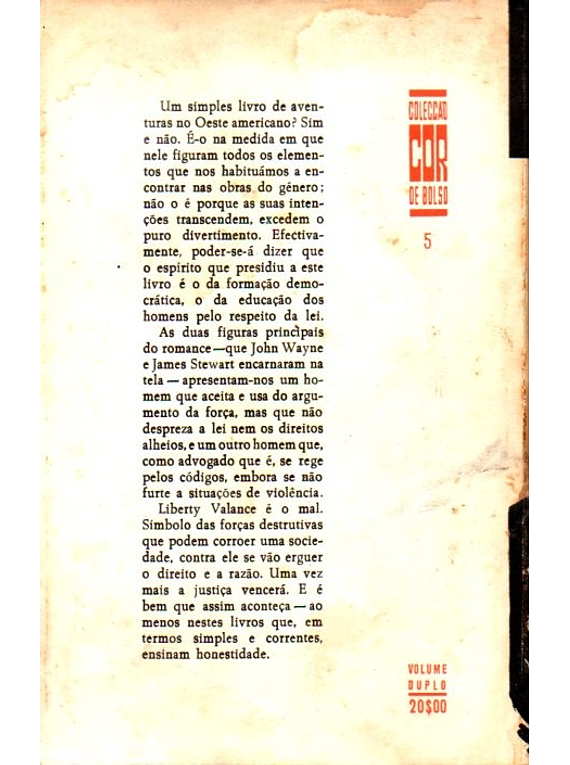 Um simples livro de aven-
turas no Oeste americano? Sim
e não. É-o na medida em que
nele figuram todos os elemen-
tos que nos habituámos a en-
contrar nas obras do género;
não o é porque as suas inten-
ções transcendem, excedem o
puro divertimento. Efectiva-
mente, poder-se-á dizer que
o espírito que presidiu a este
livro é o da formação demo-
crática, o da educação dos
homens pelo respeito da lei.
As duas figuras principais
do romance—que John Wayne
e James Stewart encarnaram na
tela — apresentam-nos um ho-
mem que aceita e usa do argu-
mento da força, mas que não
despreza a lei nem os direitos
alheios, e um outro homem que,
como advogado que é, se rege
pelos códigos, embora se não
furte a situações de violência.
Liberty Valance é o mal.
Símbolo das forças destrutivas
que podem corroer uma socie-
dade, contra ele se vão erguer
o direito e a razão. Uma vez
mais a justiça vencerá. E é
bem que assim aconteça — ao
menos nestes livros que, em
termos simples e correntes,
ensinam honestidade.
COLECCAO
COR
DE BOLSO
5
VOLUME
DUPLO
20$00